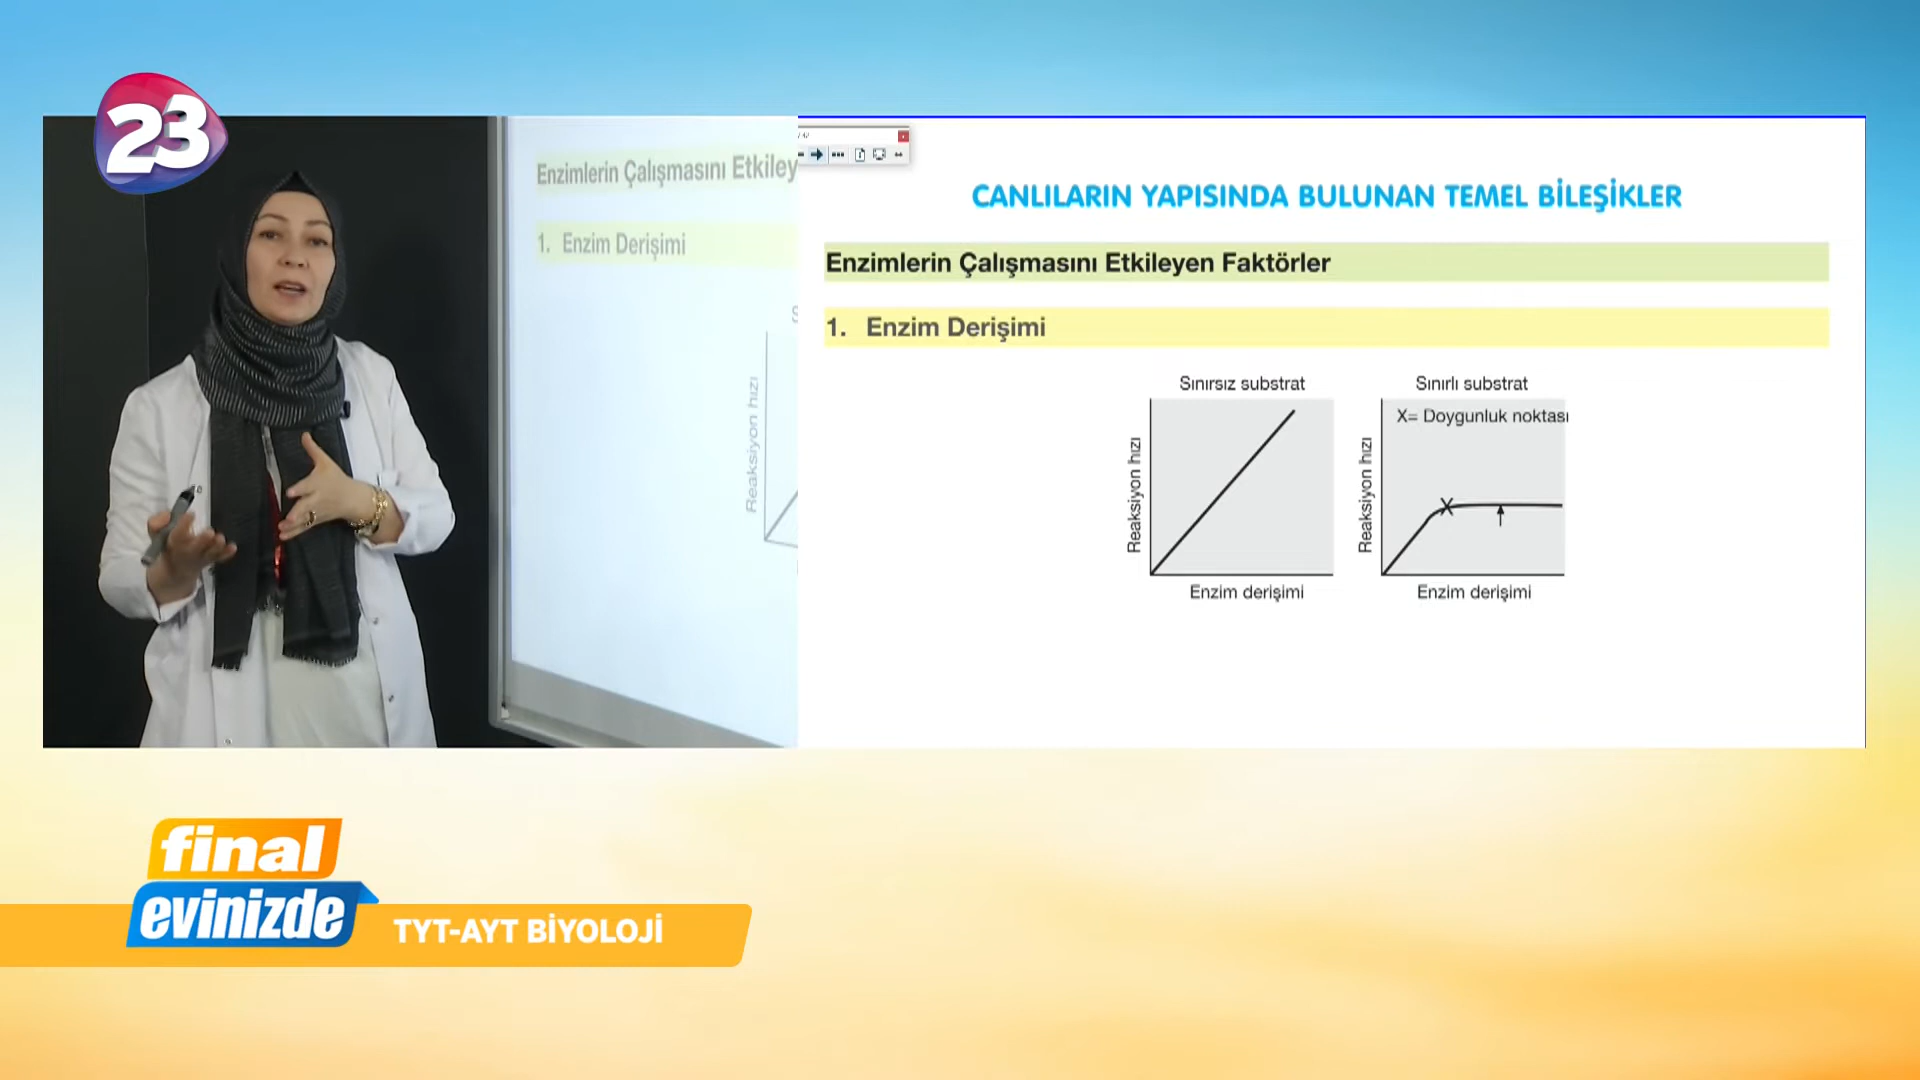 23
Enzimlerin Çalışmasını Etkiley
1. Enzim Derişimi
Reaksiyon hızı
CANLILARIN YAPISINDA BULUNAN TEMEL BİLEŞİKLER
Enzimlerin Çalışmasını Etkileyen Faktörler
1. Enzim Derişimi
Sınırsız substrat
Reaksiyon hızı
Enzim derişimi
Sınırlı substrat
X= Doygunluk noktası
X
Reaksiyon hızı
Enzim derişimi
final
evinizde
TYT-AYT BİYOLOJİ